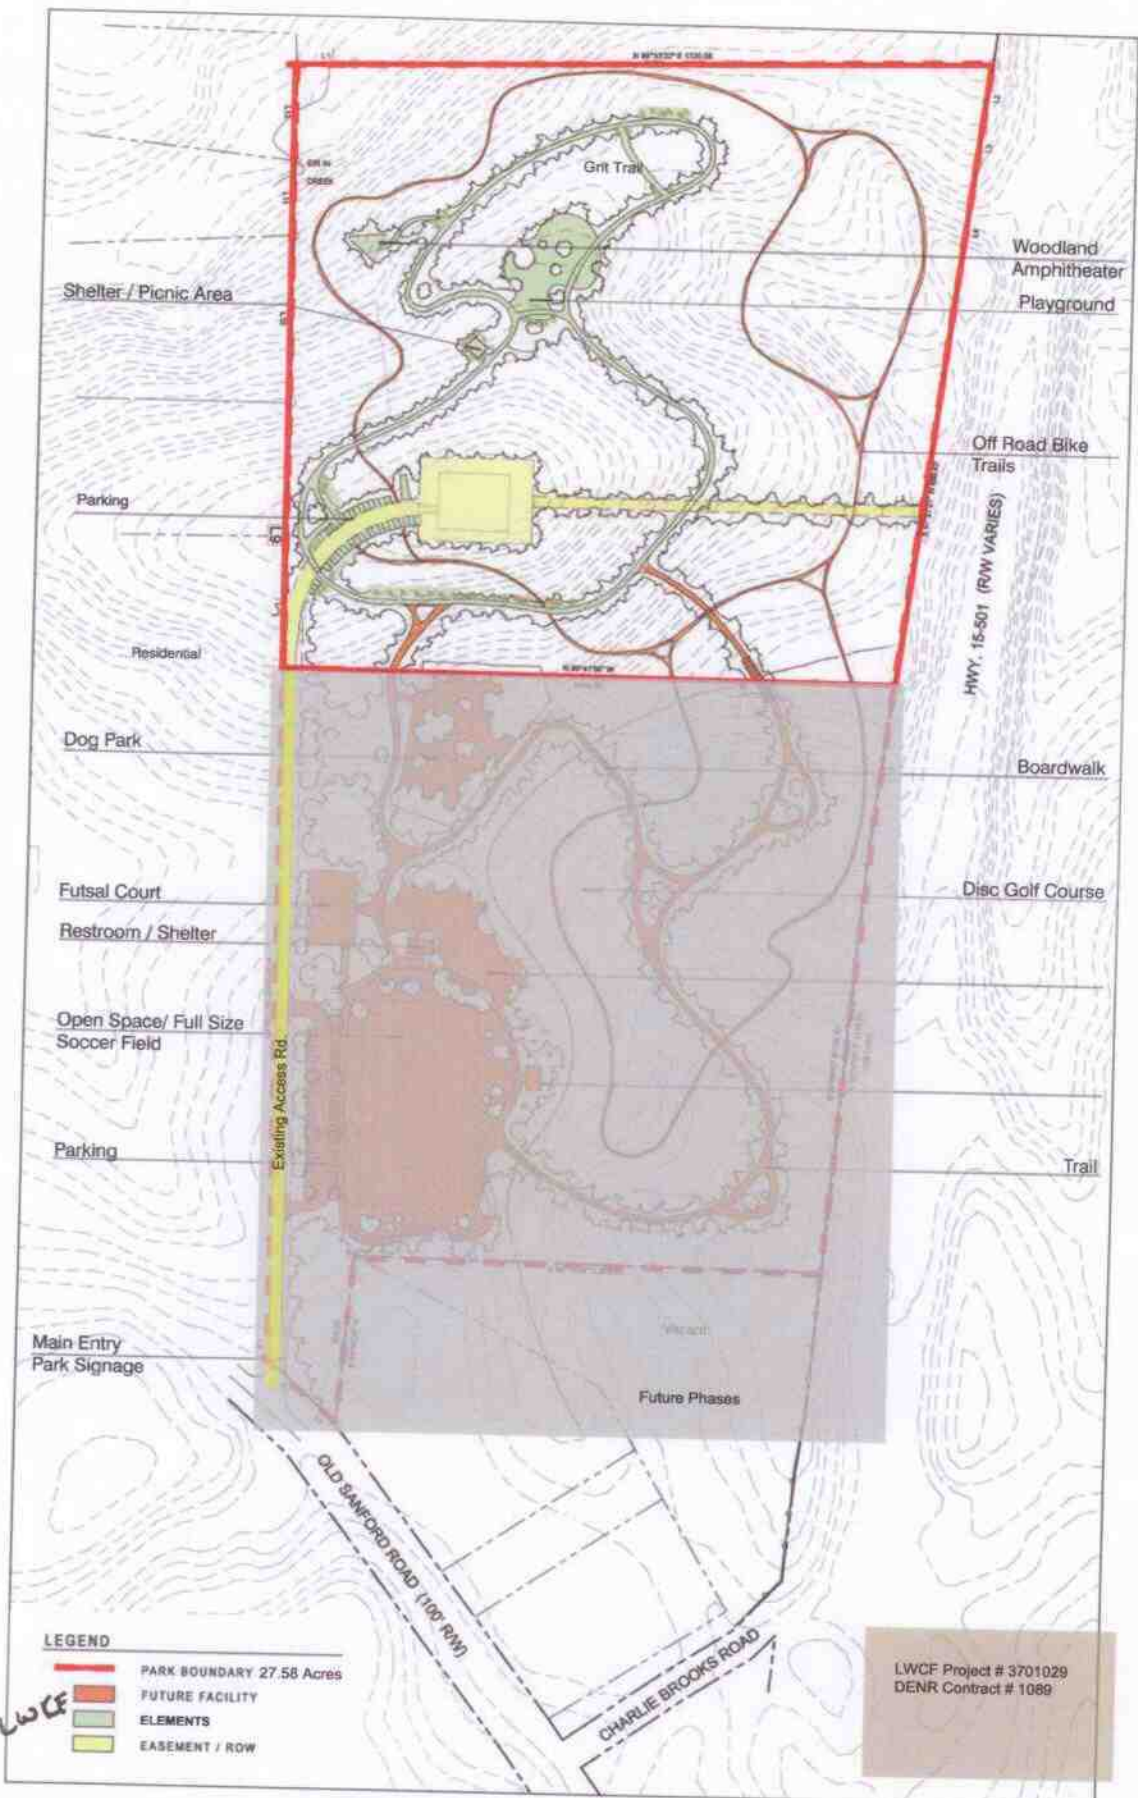 Grit Trail
Woodland
Amphitheater
Shelter / Picnic Area
Playground
Off Road Bike
Trails
Parking
HWY. 15-501 (R/W VARIES)
Residential
Dog Park
Boardwalk
Futsal Court
Disc Golf Course
Restroom / Shelter
Open Space/ Full Size
Soccer Field
Existing Access Rd.
Parking
Trail
Vacant
Main Entry
Park Signage
Future Phases
OLD SANFORD ROAD (100' R/W)
CHARLIE BROOKS ROAD
LEGEND
PARK BOUNDARY 27.58 Acres
FUTURE FACILITY
LWCF
ELEMENTS
EASEMENT / ROW
LWCF Project # 3701029
DENR Contract # 1089